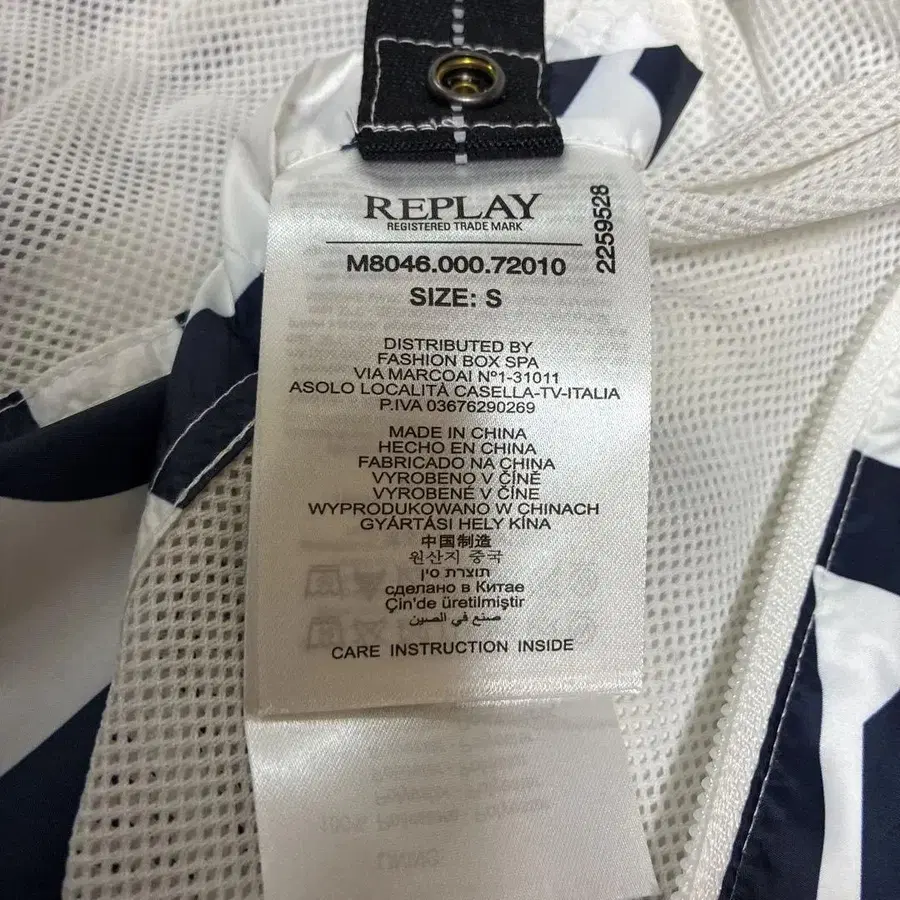 REPLAY
REGISTERED TRADE MARK
2259528
M8046.000.72010
SIZE: S
DISTRIBUTED BY
FASHION BOX SPA
VIA MARCOAI Nº1-31011
ASOLO LOCALITÀ CASELLA-TV-ITALIA
P.IVA 03676290269
MADE IN CHINA
HECHO EN CHINA
FABRICADO NA CHINA
VYROBENO V ČÍNĚ
VYROBENÉ V ČÍNE
WYPRODUKOWANO W CHINACH
GYÁRTÁSI HELY KÍNA
中国制造
원산지 중국
תוצרת סין
сделано в Китае
Çin'de üretilmiştir
صنع في الصين
CARE INSTRUCTION INSIDE